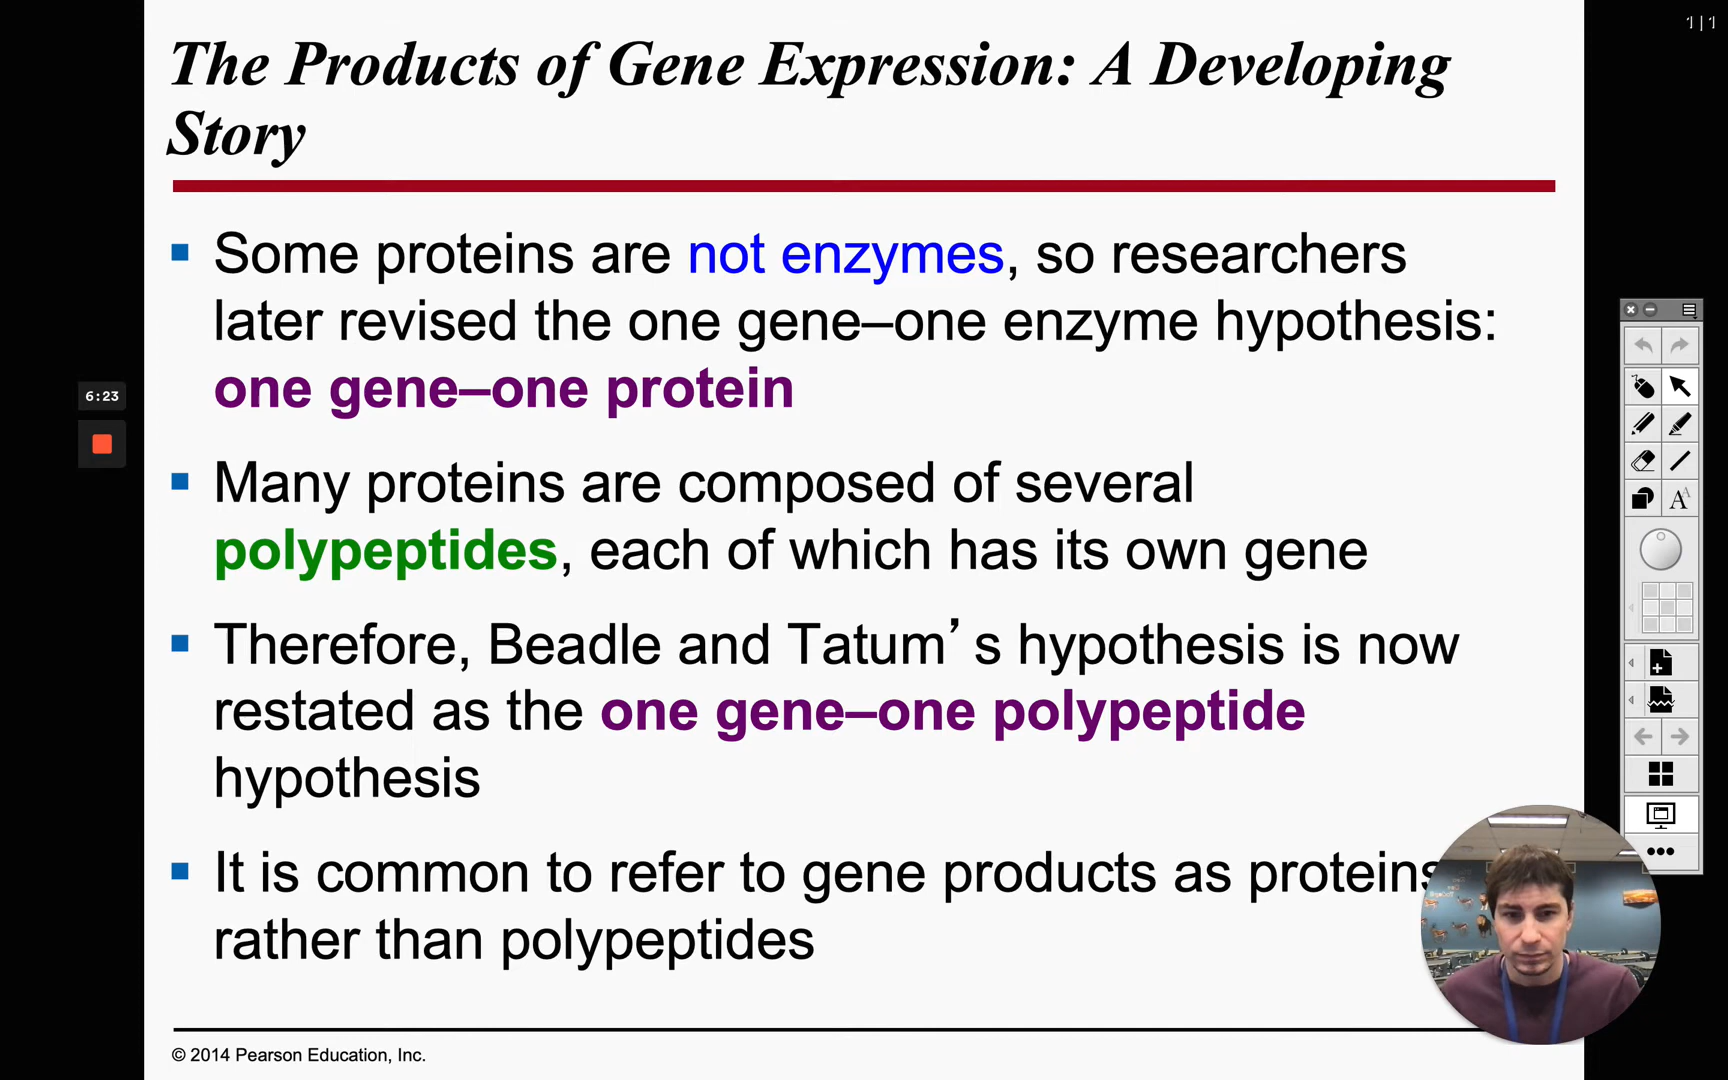 1 | 1
The Products of Gene Expression: A Developing
Story
Some proteins are not enzymes, so researchers
later revised the one gene–one enzyme hypothesis:
one gene–one protein
6:23
Many proteins are composed of several
polypeptides, each of which has its own gene
Therefore, Beadle and Tatum’s hypothesis is now
restated as the one gene–one polypeptide
hypothesis
It is common to refer to gene products as proteins
rather than polypeptides
© 2014 Pearson Education, Inc.